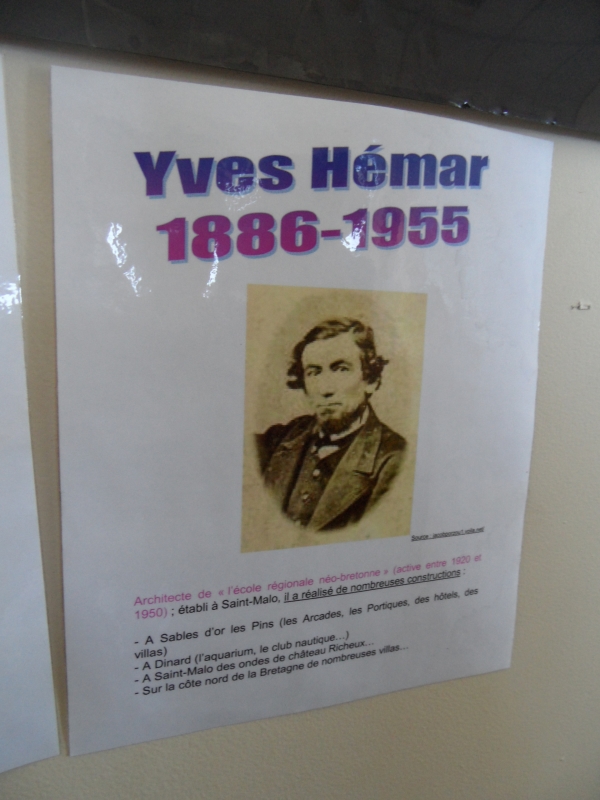 Yves Hémar
1886-1955
Architecte de « l'école régionale néo-bretonne » (active entre 1920 et
1950) ; établi à Saint-Malo, il a réalisé de nombreuses constructions :
- A Sables d'or les Pins (les Arcades, les Portiques, des hôtels, des
villas)
- A Dinard (l'aquarium, le club nautique...)
- A Saint-Malo des ondes de château Richeux...
- Sur la côte nord de la Bretagne de nombreuses villas...